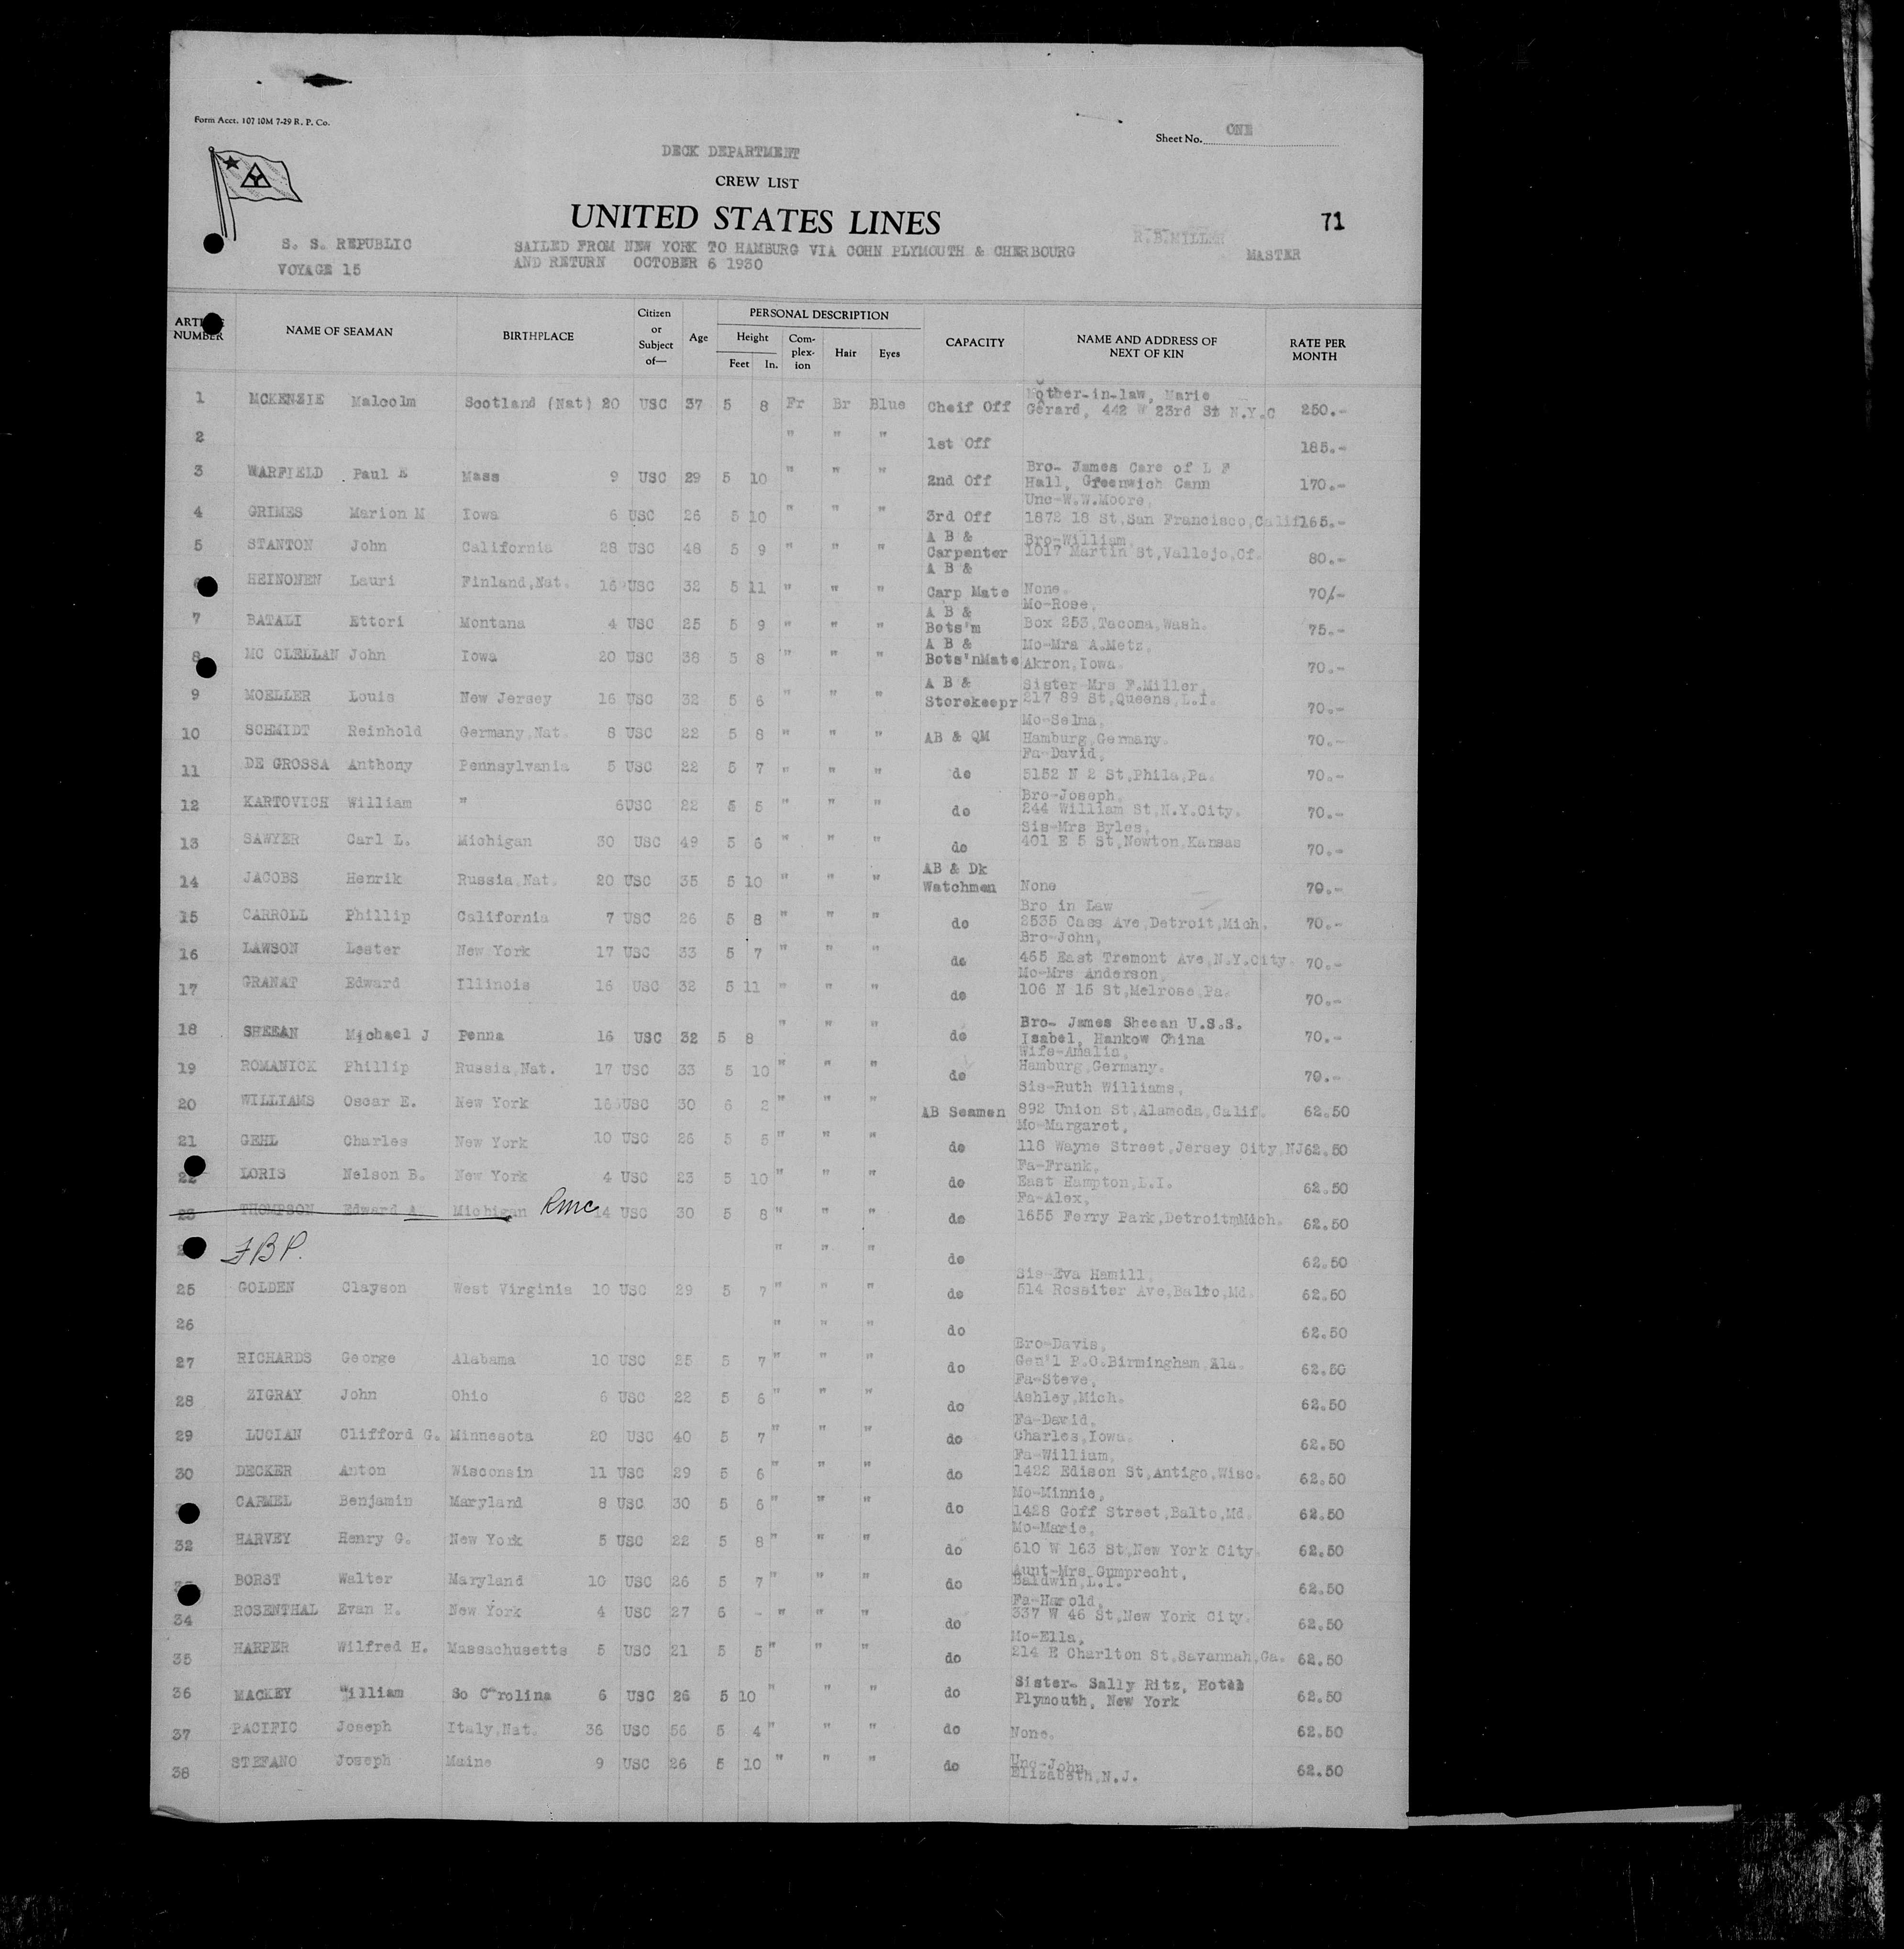 Form Acct. 107 10M 7-29 R. P. Co.
Sheet No. ONE
DECK DEPARTMENT
CREW LIST
UNITED STATES LINES
71
S. S. REPUBLIC SAILED FROM NEW YORK TO HAMBURG VIA COHN PLYMOUTH & CHERBOURG R.B.MILLER
VOYAGE 15 AND RETURN OCTOBER 6 1930 MASTER
NUMBER NAME OF SEAMAN BIRTHPLACE Citizen or Subject of— Age PERSONAL DESCRIPTION Height Feet In. Com-plex-ion Hair Eyes CAPACITY NAME AND ADDRESS OF NEXT OF KIN RATE PER MONTH
1 MCKENZIE Malcolm Scotland (Nat) 20 USC 37 5 8 Fr Br Blue Cheif Off Mother-in-law, Marie Gerard, 442 W 23rd St N.Y.C 250.-
2 " " " 1st Off 185.-
3 WARFIELD Paul E Mass 9 USC 29 5 10 " " " 2nd Off Bro- James Care of L F Hall, Greenwich Cann 170.-
4 GRIMES Marion M Iowa 6 USC 26 5 10 " " " 3rd Off Unc-W.W.Moore, 1872 18 St,San Francisco,Calif 165.-
5 STANTON John California 28 USC 48 5 9 " " " A B & Carpenter Bro-William, 1017 Martin St,Vallejo,Cf. 80.-
HEINONEN Lauri Finland,Nat. 16 USC 32 5 11 " " " A B & Carp Mate None. 70/-
7 BATALI Ettori Montana 4 USC 25 5 9 " " " A B & Bots'm Mo-Rose, Box 253,Tacoma,Wash. 75.-
8 MC CLELLAN John Iowa 20 USC 38 5 8 " " " A B & Bots'nMate Mo-Mrs A.Metz, Akron,Iowa. 70.-
9 MOELLER Louis New Jersey 16 USC 32 5 6 " " " A B & Storekeepr Sister-Mrs F.Miller, 217 89 St,Queens,L.I. 70.-
10 SCHMIDT Reinhold Germany,Nat. 8 USC 22 5 8 " " " AB & QM Mo-Selma, Hamburg,Germany. 70.-
11 DE GROSSA Anthony Pennsylvania 5 USC 22 5 7 " " " do Fa-David, 5152 N 2 St,Phila,Pa. 70.-
12 KARTOVICH William " 6USC 22 5 5 " " " do Bro-Joseph, 244 William St,N.Y.City. 70.-
13 SAWYER Carl L. Michigan 30 USC 49 5 6 " " " do Sis-Mrs Byles, 401 E 5 St,Newton,Kansas 70.-
14 JACOBS Henrik Russia,Nat. 20 USC 35 5 10 " " " AB & Dk Watchmen None 70.-
15 CARROLL Phillip California 7 USC 26 5 8 " " " do Bro in Law 2535 Cass Ave,Detroit,Mich. 70.-
16 LAWSON Lester New York 17 USC 33 5 7 " " " do Bro-John, 465 East Tremont Ave,N.Y.City. 70.-
17 GRANAT Edward Illinois 16 USC 32 5 11 " " " do Mo-Mrs Anderson, 106 N 15 St,Melrose,Pa. 70.-
18 SHEEAN Michael J Penna 16 USC 32 5 8 " " " do Bro- James Sheean U.S.S. Isabel, Hankow China 70.-
19 ROMANICK Phillip Russia,Nat. 17 USC 33 5 10 " " " do Wife-Amalia, Hamburg,Germany. 70.-
20 WILLIAMS Oscar E. New York 16 USC 30 6 2 " " " AB Seamen Sis-Ruth Williams, 892 Union St,Alameda,Calif. 62.50
21 GEHL Charles New York 10 USC 26 5 5 " " " do Mo-Margaret, 118 Wayne Street,Jersey City,NJ 62.50
22 LORIS Nelson B. New York 4 USC 23 5 10 " " " do Fa-Frank, East Hampton,L.I. 62.50
23 THOMPSON Edward A. Michigan RMC 14 USC 30 5 8 " " " do Fa-Alex, 1655 Ferry Park,DetroitmMich. 62.50
FBP. " " " do 62.50
25 GOLDEN Clayson West Virginia 10 USC 29 5 7 " " " do Sis-Eva Hamill, 514 Rossiter Ave,Balto,Md. 62.50
26 " " " do 62.50
27 RICHARDS George Alabama 10 USC 25 5 7 " " " do Bro-Davis, Gen'l P.O.Birmingham,Ala. 62.50
28 ZIGRAY John Ohio 6 USC 22 5 6 " " " do Fa-Steve, Ashley,Mich. 62.50
29 LUCIAN Clifford G. Minnesota 20 USC 40 5 7 " " " do Fa-David, Charles,Iowa. 62.50
30 DECKER Anton Wisconsin 11 USC 29 5 6 " " " do Fa-William, 1422 Edison St,Antigo,Wisc. 62.50
CARMEL Benjamin Maryland 8 USC 30 5 6 " " " do Mo-Minnie, 1428 Goff Street,Balto,Md. 62.50
32 HARVEY Henry G. New York 5 USC 22 5 8 " " " do Mo-Marie, 610 W 163 St,New York City. 62.50
BORST Walter Maryland 10 USC 26 5 7 " " " do Aunt-Mrs Gumprecht, Baldwin,L.I. 62.50
34 ROSENTHAL Evan H. New York 4 USC 27 6 - " " " do Fa-Harold, 337 W 46 St,New York City. 62.50
35 HARPER Wilfred H. Massachusetts 5 USC 21 5 5 " " " do Mo-Ella, 214 E Charlton St,Savannah,Ga. 62.50
36 MACKEY William So Carolina 6 USC 26 5 10 " " " do Sister- Sally Ritz, Hotel Plymouth, New York 62.50
37 PACIFIC Joseph Italy,Nat. 36 USC 56 5 4 " " " do None. 62.50
38 STEFANO Joseph Maine 9 USC 26 5 10 " " " do Unc-John, Elizabeth,N.J. 62.50